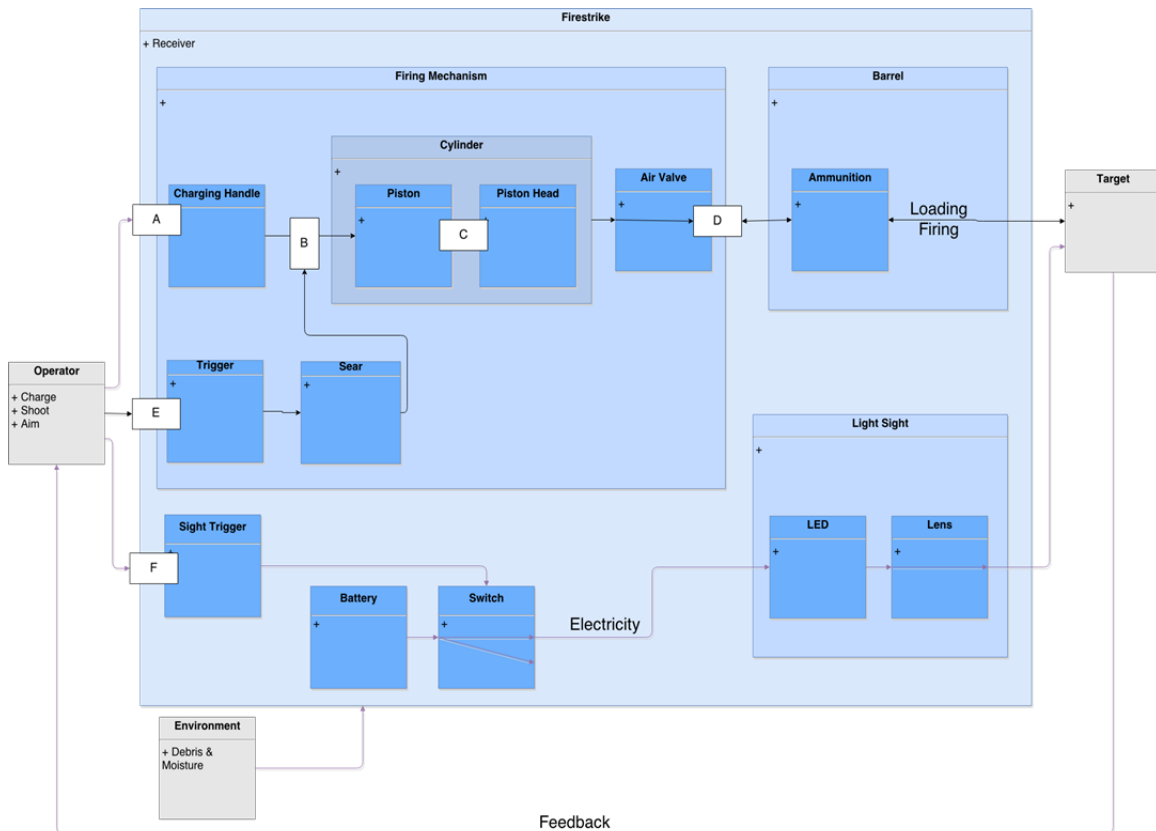 Firestrike
+ Receiver
Firing Mechanism
+
Barrel
+
Cylinder
+
Charging Handle
A
B
Piston
+
C
Piston Head
Air Valve
+
D
Ammunition
+
Loading
Firing
Target
+
Operator
+ Charge
+ Shoot
+ Aim
E
Trigger
+
Sear
+
Light Sight
+
F
Sight Trigger
Battery
+
Switch
+
Electricity
LED
+
Lens
+
Environment
+ Debris &
Moisture
Feedback